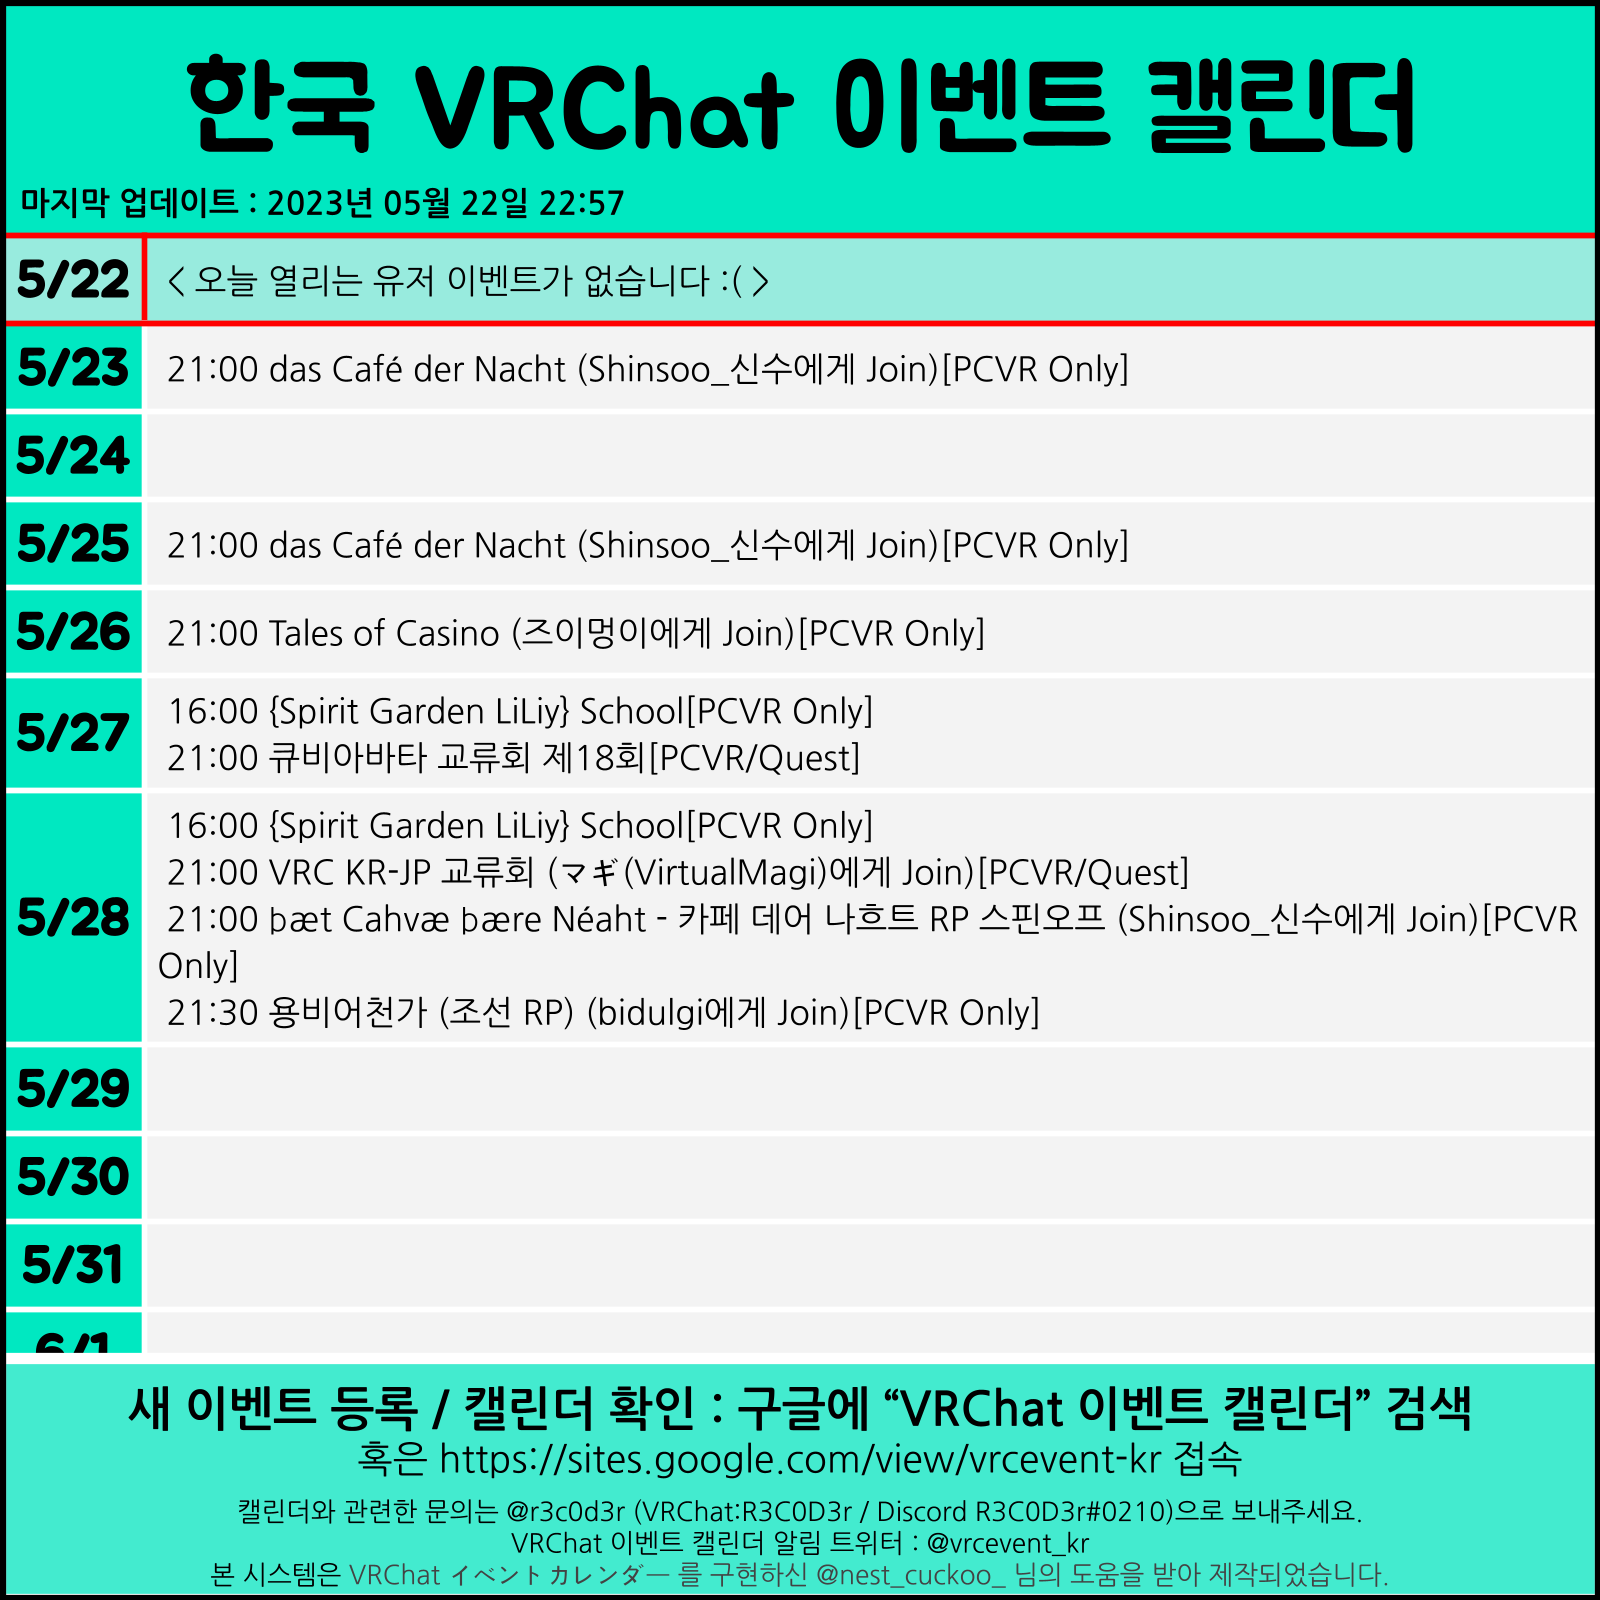 한국 VRChat 이벤트 캘린더
마지막 업데이트 : 2023년 05월 22일 22:57
5/22
< 오늘 열리는 유저 이벤트가 없습니다 :( >
5/23
21:00 das Café der Nacht (Shinsoo_신수에게 Join)[PCVR Only]
5/24
5/25
21:00 das Café der Nacht (Shinsoo_신수에게 Join)[PCVR Only]
5/26
21:00 Tales of Casino (즈이멍이에게 Join)[PCVR Only]
5/27
16:00 {Spirit Garden LiLiy} School[PCVR Only]
21:00 큐비아바타 교류회 제18회[PCVR/Quest]
5/28
16:00 {Spirit Garden LiLiy} School[PCVR Only]
21:00 VRC KR-JP 교류회 (マギ(VirtualMagi)에게 Join)[PCVR/Quest]
21:00 þæt Cahvæ þære Néaht - 카페 데어 나흐트 RP 스핀오프 (Shinsoo_신수에게 Join)[PCVR
Only]
21:30 용비어천가 (조선 RP) (bidulgi에게 Join)[PCVR Only]
5/29
5/30
5/31
6/1
새 이벤트 등록 / 캘린더 확인 : 구글에 “VRChat 이벤트 캘린더” 검색
혹은 https://sites.google.com/view/vrcevent-kr 접속
캘린더와 관련한 문의는 @r3c0d3r (VRChat:R3C0D3r / Discord R3C0D3r#0210)으로 보내주세요.
VRChat 이벤트 캘린더 알림 트위터 : @vrcevent_kr
본 시스템은 VRChat イベントカレンダー 를 구현하신 @nest_cuckoo_ 님의 도움을 받아 제작되었습니다.